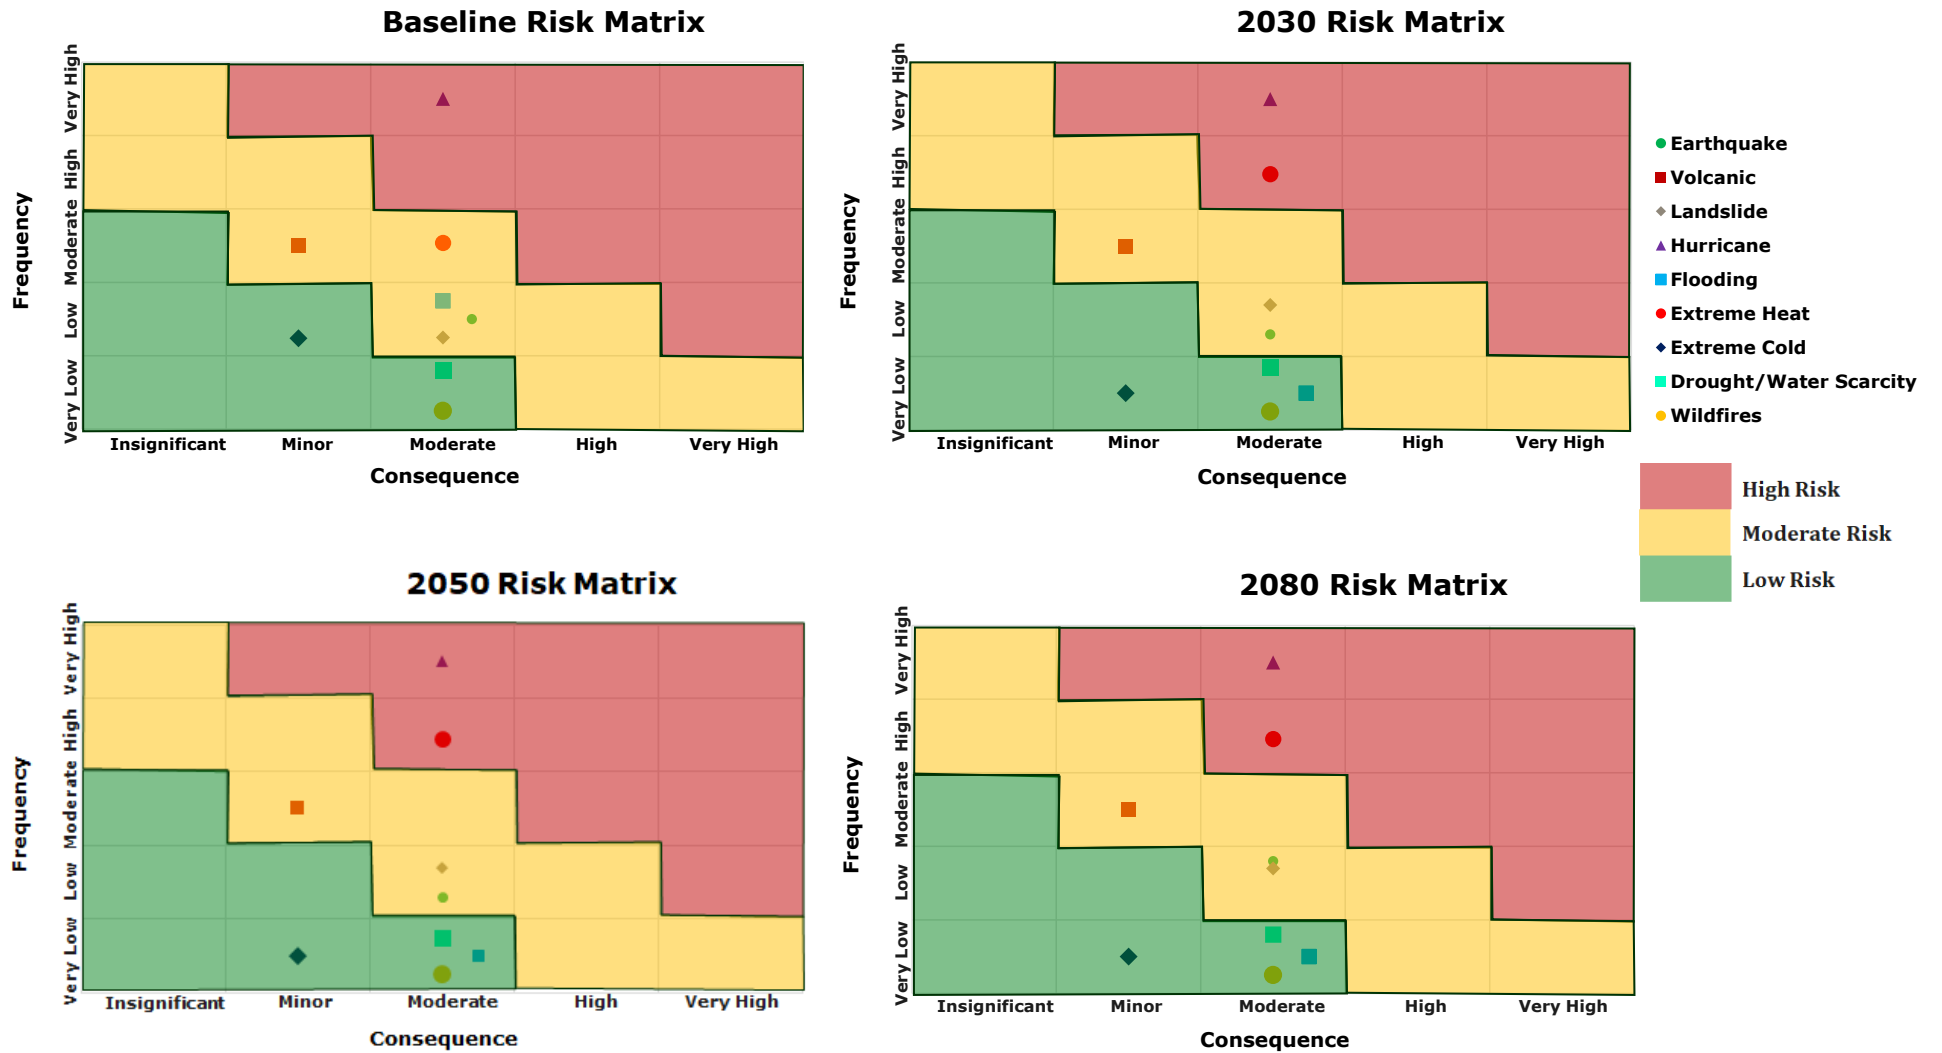 Baseline Risk Matrix
Frequency
Very High
High
Moderate
Low
Very Low
Insignificant
Minor
Moderate
High
Very High
Consequence
2030 Risk Matrix
Frequency
Very High
High
Moderate
Low
Very Low
Insignificant
Minor
Moderate
High
Very High
Consequence
Earthquake
Volcanic
Landslide
Hurricane
Flooding
Extreme Heat
Extreme Cold
Drought/Water Scarcity
Wildfires
High Risk
Moderate Risk
Low Risk
2050 Risk Matrix
Frequency
Very High
High
Moderate
Low
Very Low
Insignificant
Minor
Moderate
High
Very High
Consequence
2080 Risk Matrix
Frequency
Very High
High
Moderate
Low
Very Low
Insignificant
Minor
Moderate
High
Very High
Consequence